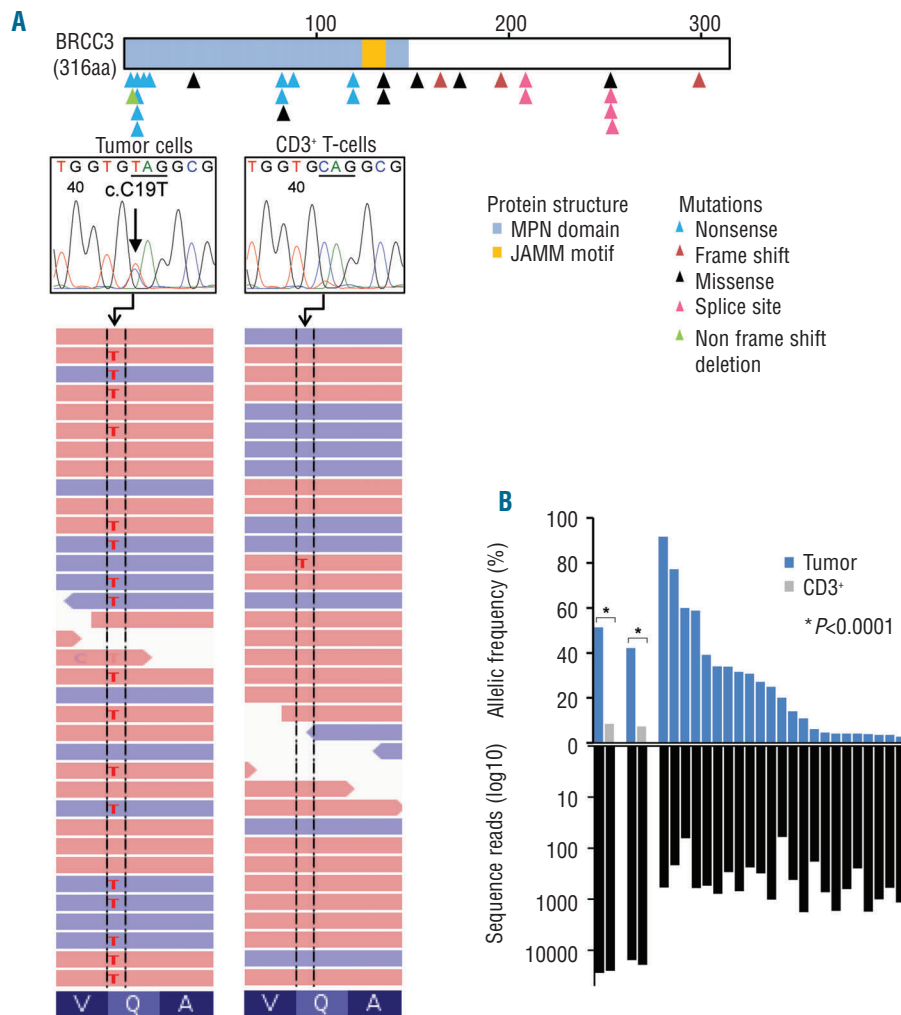 A
100 200 300
BRCC3
(316aa)
Tumor cells
TGGTGTAGGCG
40
c.C19T
CD3+ T-cells
TGGTGCAGGCG
40
Protein structure
MPN domain
JAMM motif
Mutations
Nonsense
Frame shift
Missense
Splice site
Non frame shift
deletion
T
T
T
T
T
T
T
T
C T
T
T
T
T
T
T
T
T
T
V Q A
T
V Q A
B
Allelic frequency (%)
100
80
60
40
20
0
* *
Tumor
CD3+
*P<0.0001
Sequence reads (log10)
10
100
1000
10000